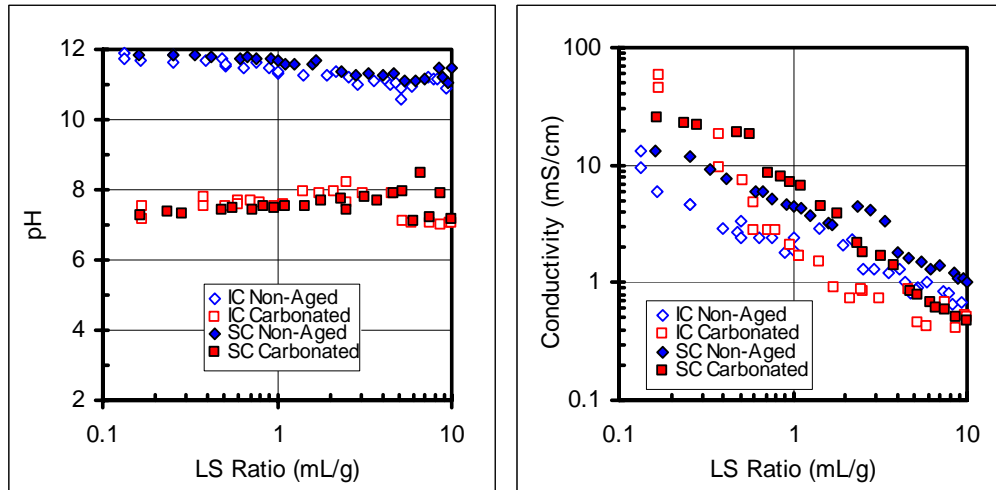 12
10
8
6
4
2
pH
IC Non-Aged
IC Carbonated
SC Non-Aged
SC Carbonated
0.1
1
10
LS Ratio (mL/g)
100
10
1
0.1
Conductivity (mS/cm)
IC Non-Aged
IC Carbonated
SC Non-Aged
SC Carbonated
0.1
1
10
LS Ratio (mL/g)